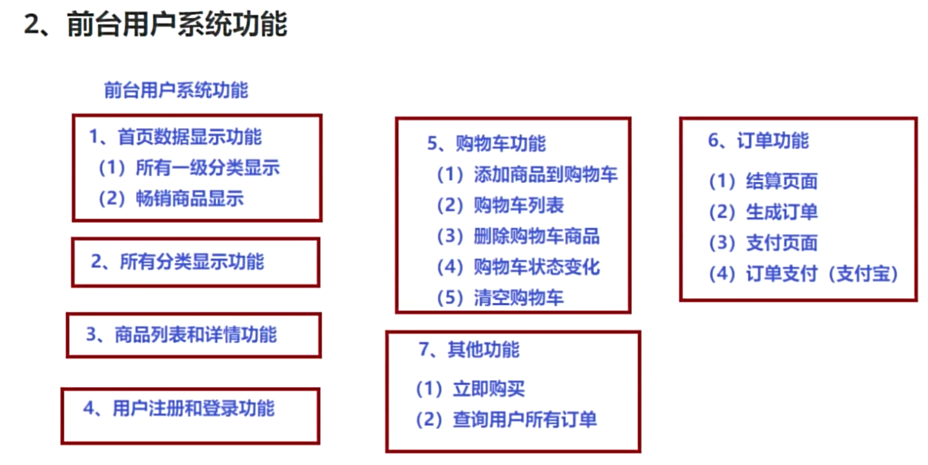 2、前台用户系统功能
前台用户系统功能
1、首页数据显示功能
（1）所有一级分类显示
（2）畅销商品显示
2、所有分类显示功能
3、商品列表和详情功能
4、用户注册和登录功能
5、购物车功能
（1）添加商品到购物车
（2）购物车列表
（3）删除购物车商品
（4）购物车状态变化
（5）清空购物车
6、订单功能
（1）结算页面
（2）生成订单
（3）支付页面
（4）订单支付（支付宝）
7、其他功能
（1）立即购买
（2）查询用户所有订单